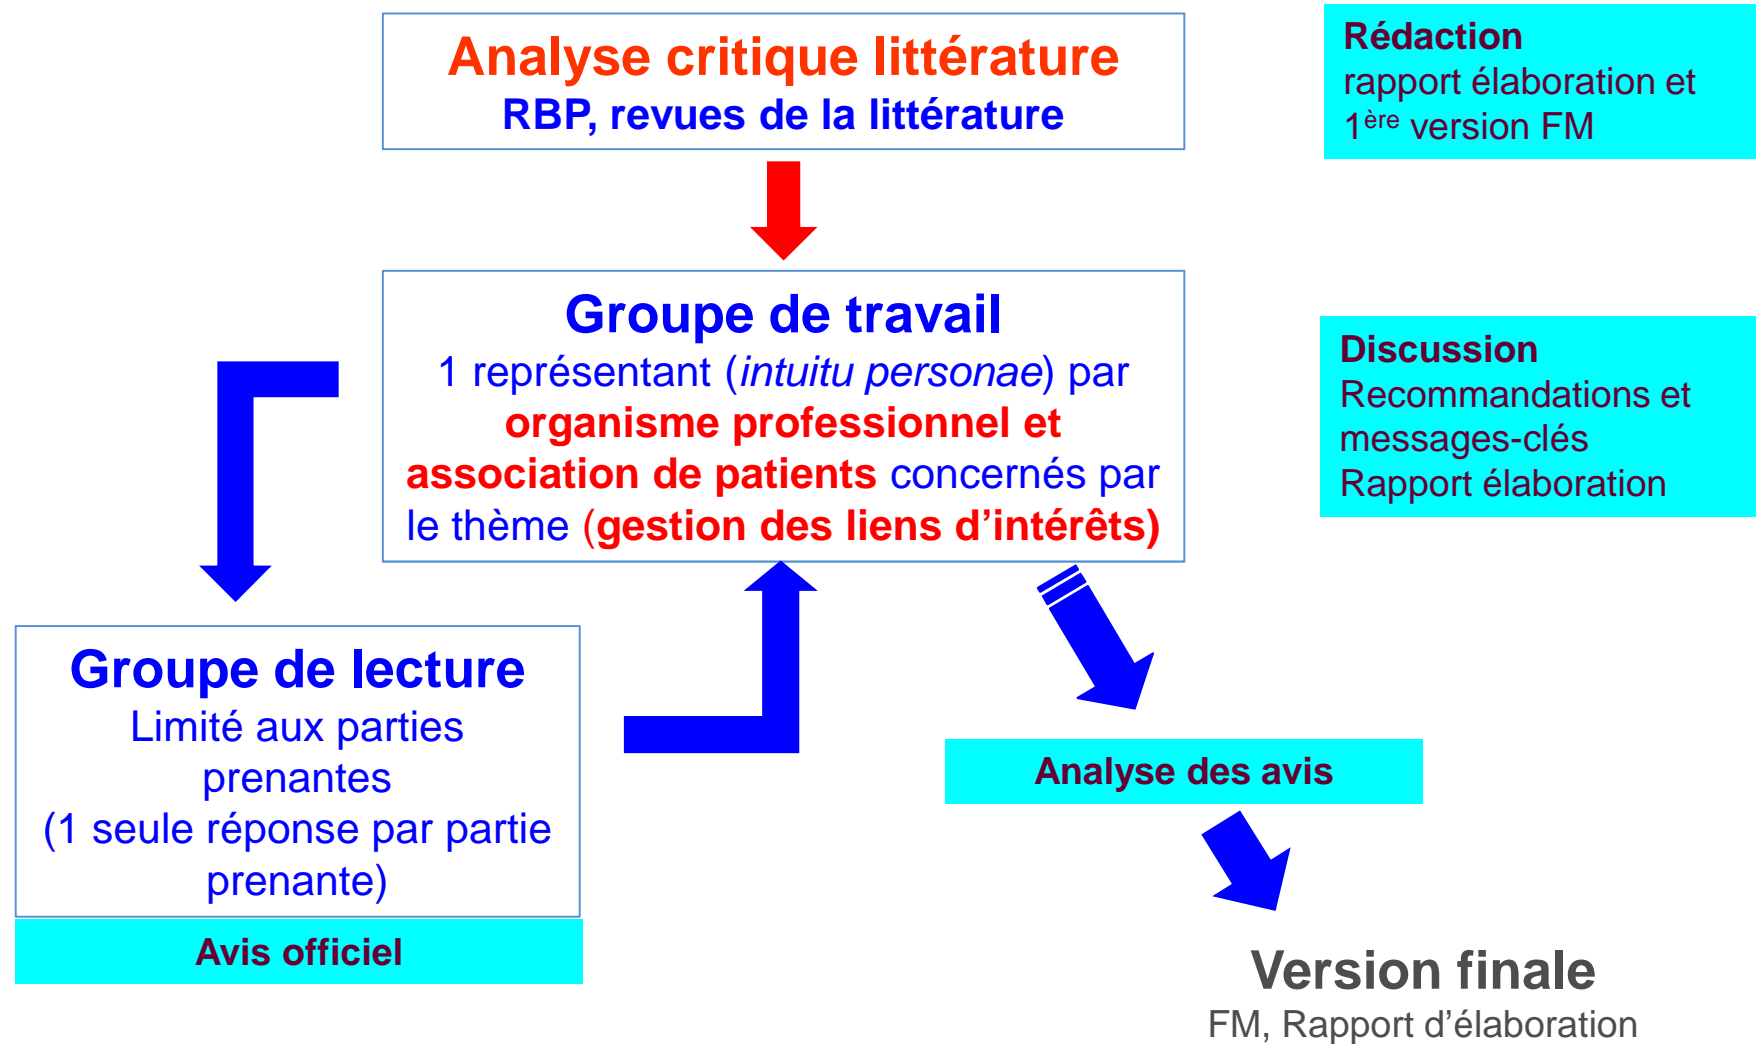 Analyse critique littérature
RBP, revues de la littérature
Rédaction
rapport élaboration et
1ère version FM
Groupe de travail
1 représentant (intuitu personae) par
organisme professionnel et
association de patients concernés par
le thème (gestion des liens d’intérêts)
Discussion
Recommandations et
messages-clés
Rapport élaboration
Groupe de lecture
Limité aux parties
prenantes
(1 seule réponse par partie
prenante)
Avis officiel
Analyse des avis
Version finale
FM, Rapport d’élaboration